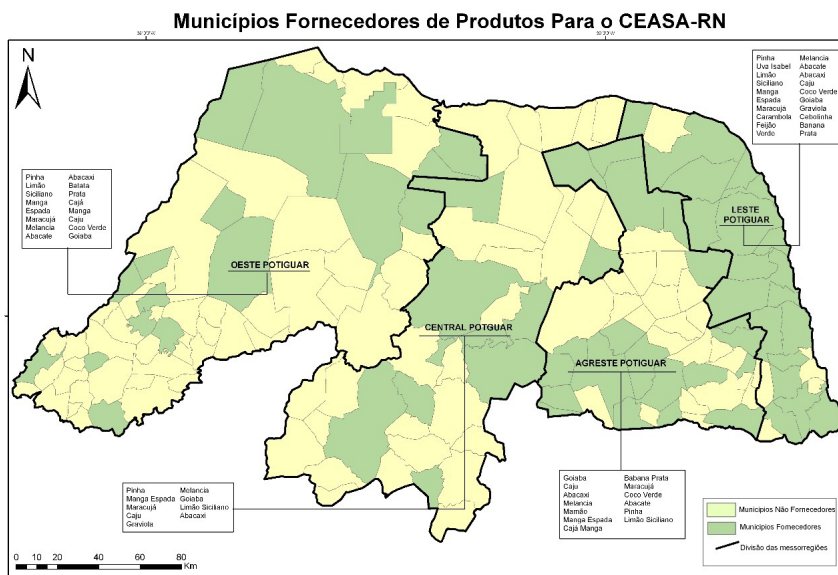 Municípios Fornecedores de Produtos Para o CEASA-RN
N
Pinha Melancia
Uva Isabel Abacate
Limão Abacaxi
Siciliano Caju
Manga Coco Verde
Espada Goiaba
Maracujá Graviola
Carambola Cebolinha
Feijão Banana
Verde Prata
Pinha Abacaxi
Limão Batata
Siciliano Prata
Manga Cajá
Espada Manga
Maracujá Caju
Melancia Coco Verde
Abacate Goiaba
LESTE
POTIGUAR
OESTE POTIGUAR
CENTRAL POTGUAR
AGRESTE POTIGUAR
Pinha Melancia
Manga Espada Goiaba
Maracujá Limão Siciliano
Caju Abacaxi
Graviola
Goiaba Babana Prata
Caju Maracujá
Abacaxi Coco Verde
Melancia Abacate
Mamão Pinha
Manga Espada Limão Siciliano
Cajá Manga
Municipios Não Fornecedores
Municipios Fornecedores
Divisão das messorregiões
0 5 10 20 40 60 80
Km